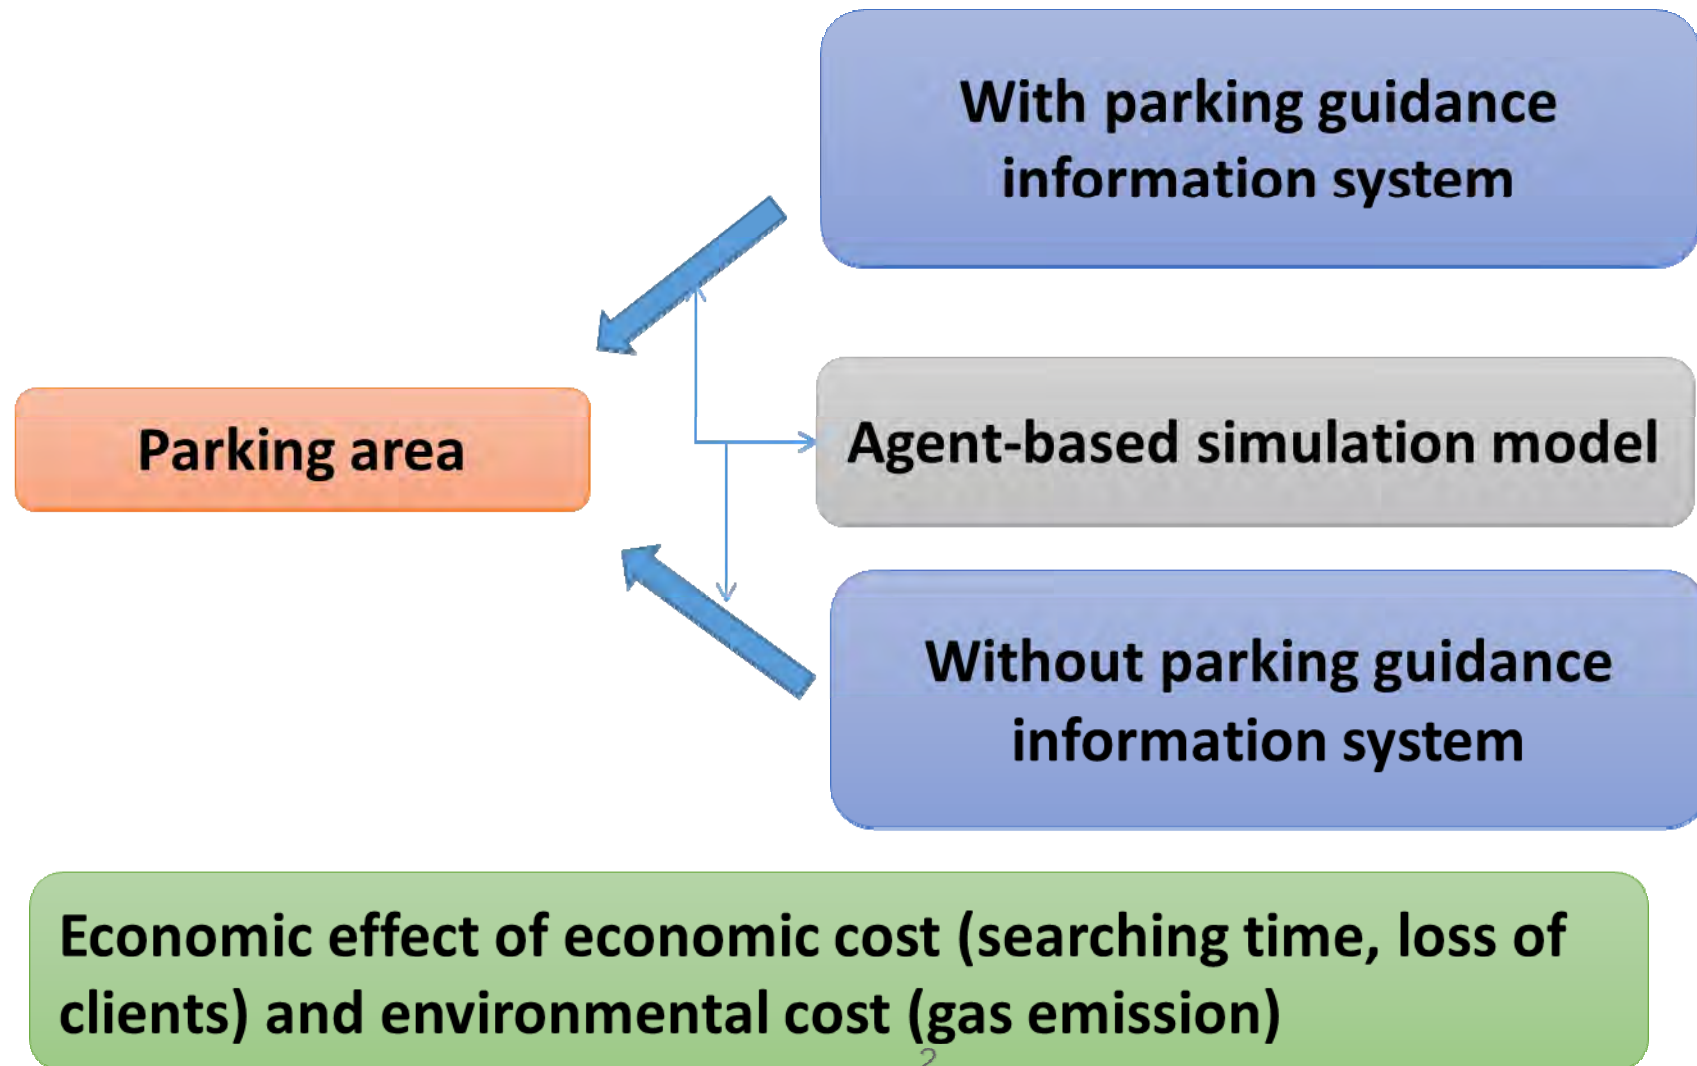 With parking guidance
information system
Parking area
Agent-based simulation model
Without parking guidance
information system
Economic effect of economic cost (searching time, loss of
clients) and environmental cost (gas emission)
2